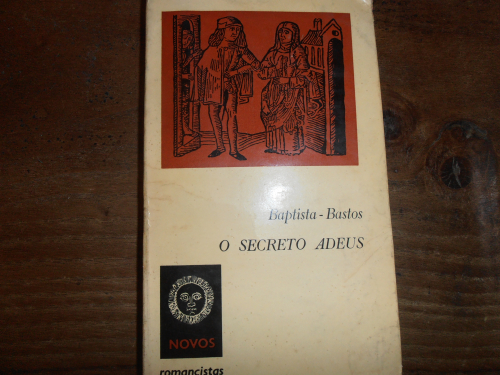 Baptista - Bastos
O SECRETO ADEUS
NOVOS
romancistas